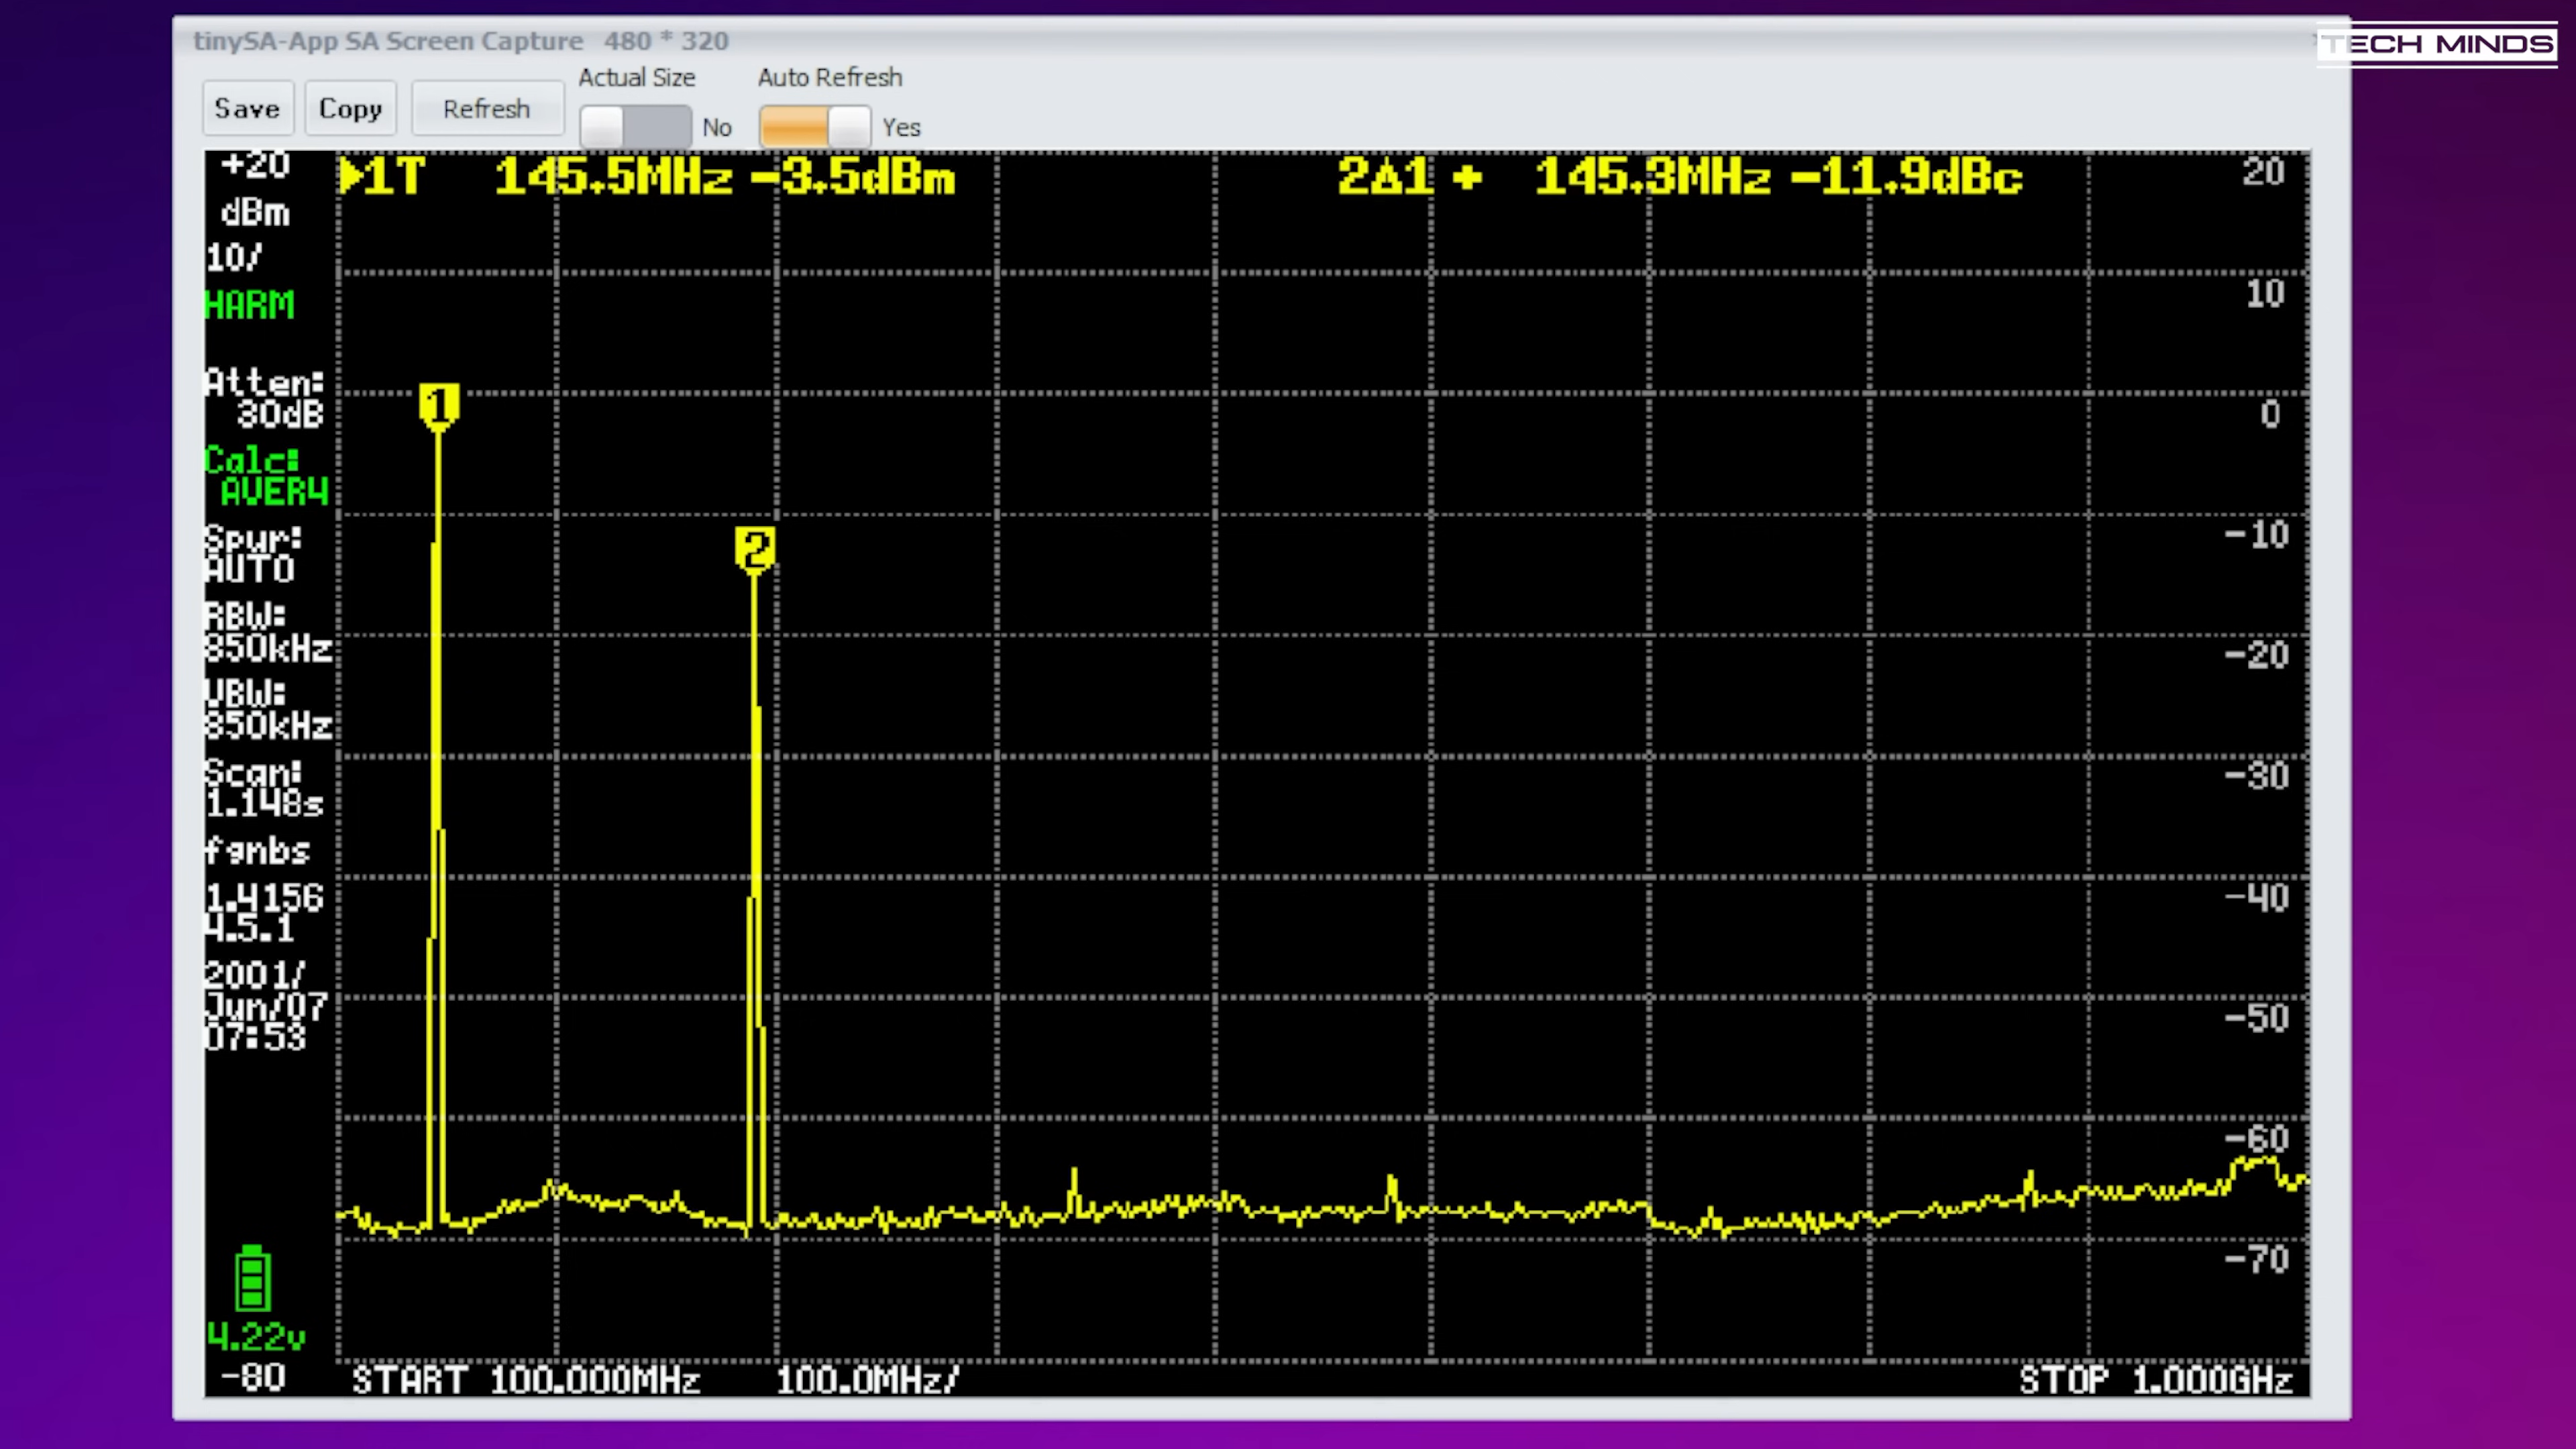 tinySA-App SA Screen Capture 480 * 320
TECH MINDS
Save Copy Refresh
Actual Size
No
Auto Refresh
Yes
+20
dBm
10/
HARM
Atten:
30dB
Calc:
AVER4
Spur:
AUTO
RBW:
850kHz
VBW:
850kHz
Scan:
1.148s
fgnbs
1.4156
4.5.1
2001/
Jun/07
07:53
4.22v
-80
1T 145.5MHz -3.5dBm
2Δ1 + 145.3MHz -11.9dBc
1
2
20
10
0
-10
-20
-30
-40
-50
-60
-70
START 100.000MHz 100.0MHz/ STOP 1.000GHz